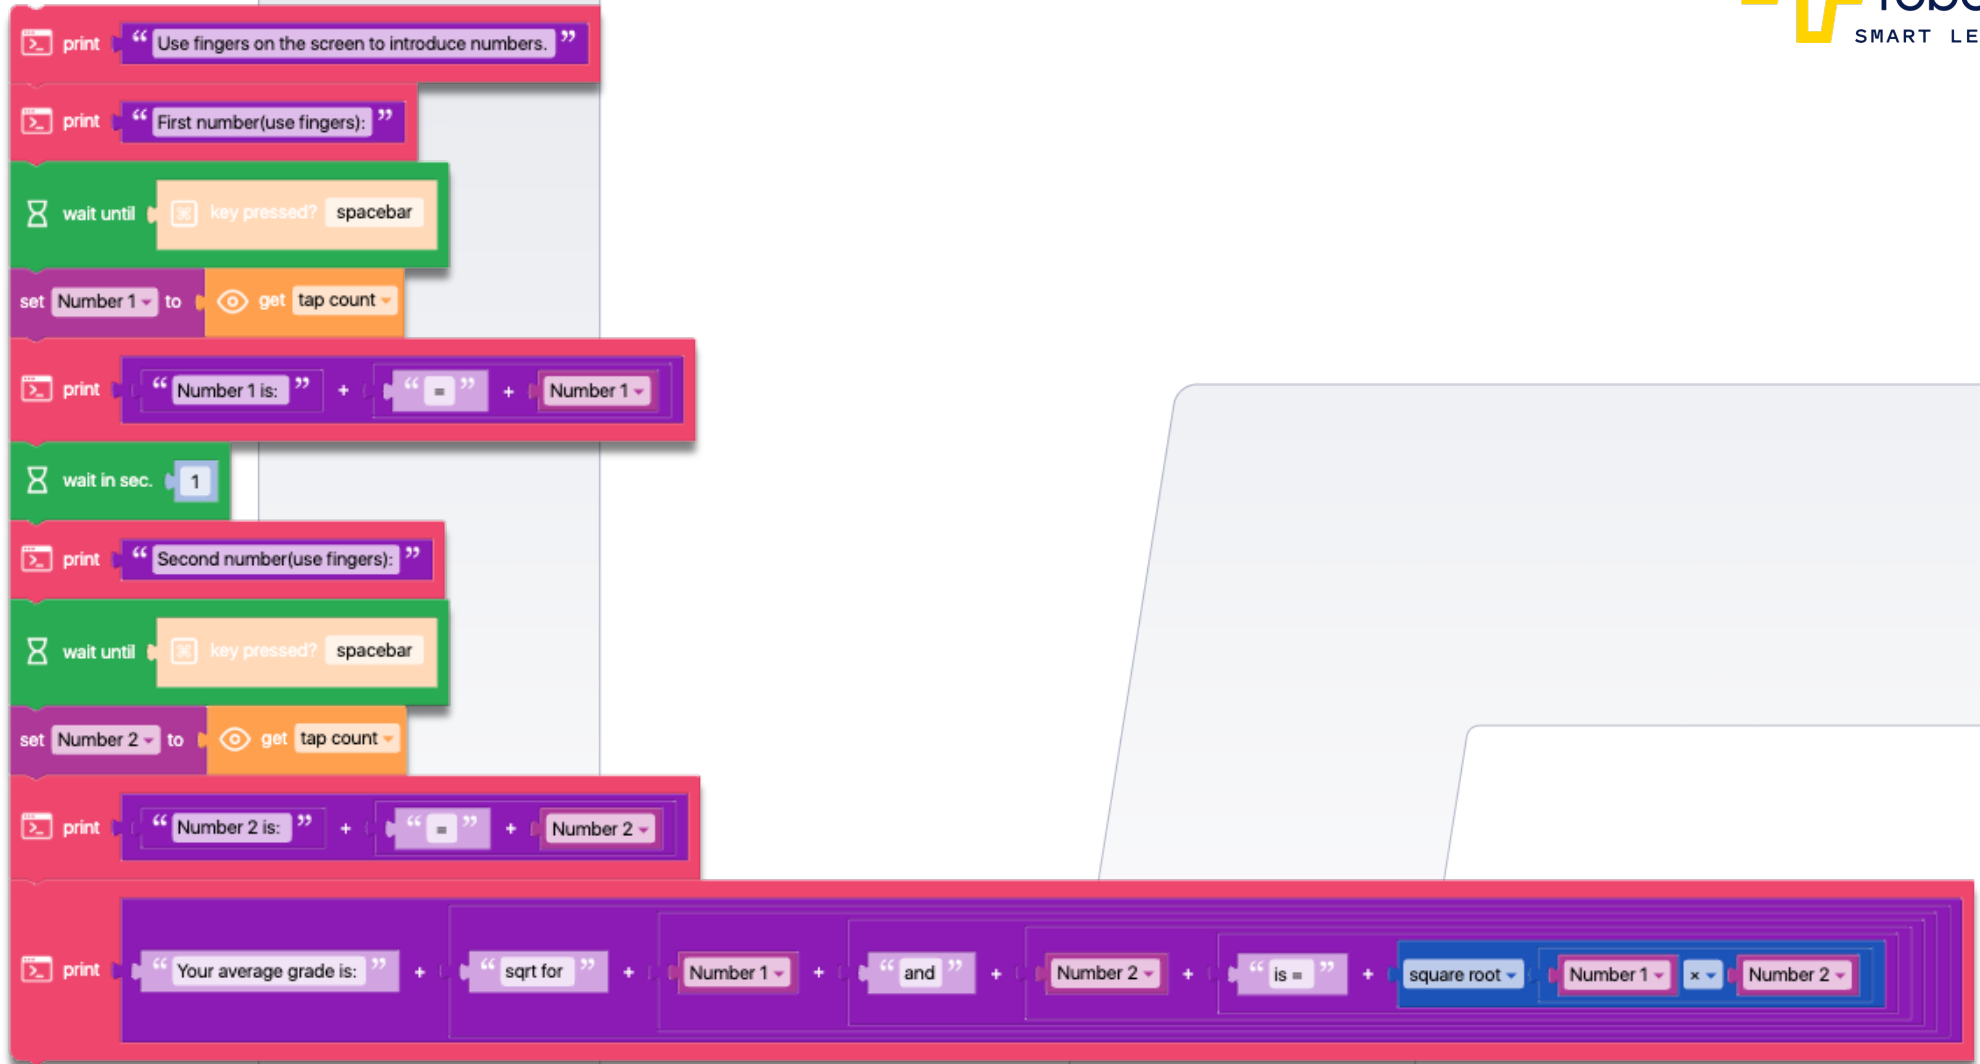 print “ Use fingers on the screen to introduce numbers. ”
SMART LE
print “ First number(use fingers): ”
wait until key pressed? spacebar
set Number 1 to get tap count
print “ Number 1 is: ” + “ = ” + Number 1
wait in sec. 1
print “ Second number(use fingers): ”
wait until key pressed? spacebar
set Number 2 to get tap count
print “ Number 2 is: ” + “ = ” + Number 2
print “ Your average grade is: ” + “ sqrt for ” + Number 1 + “ and ” + Number 2 + “ is = ” + square root Number 1 × Number 2